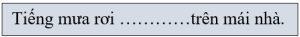 Tiếng mưa rơi …………trên mái nhà.